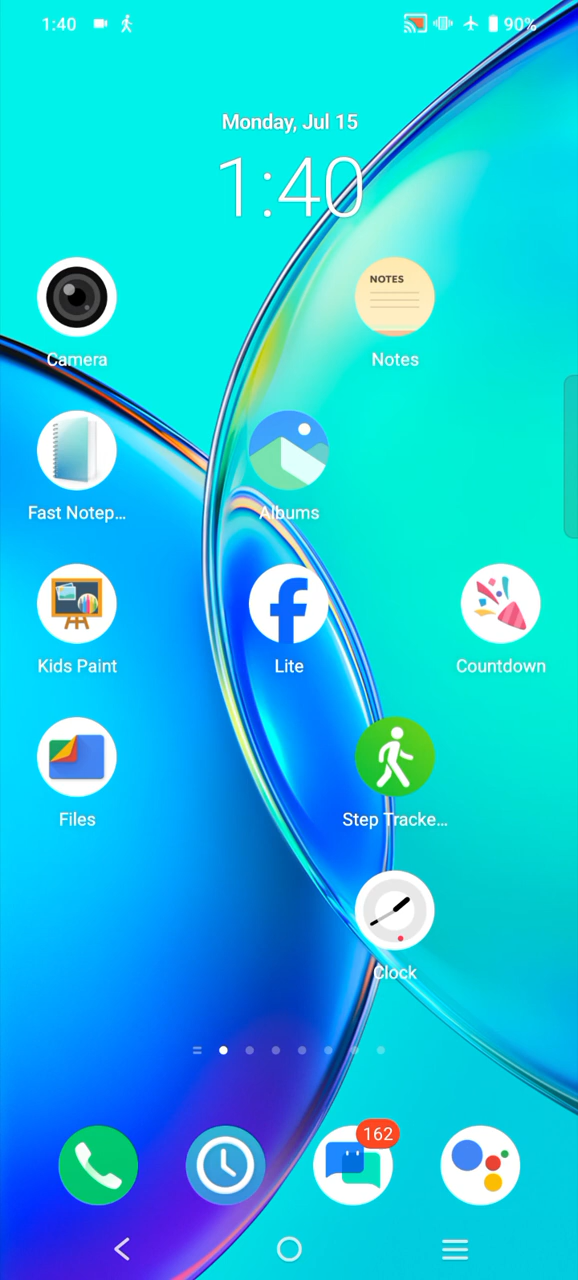 1:40
90%
Monday, Jul 15
1:40
NOTES
Camera
Notes
Fast Notep...
Albums
Kids Paint
Lite
Countdown
Files
Step Tracke...
Clock
162